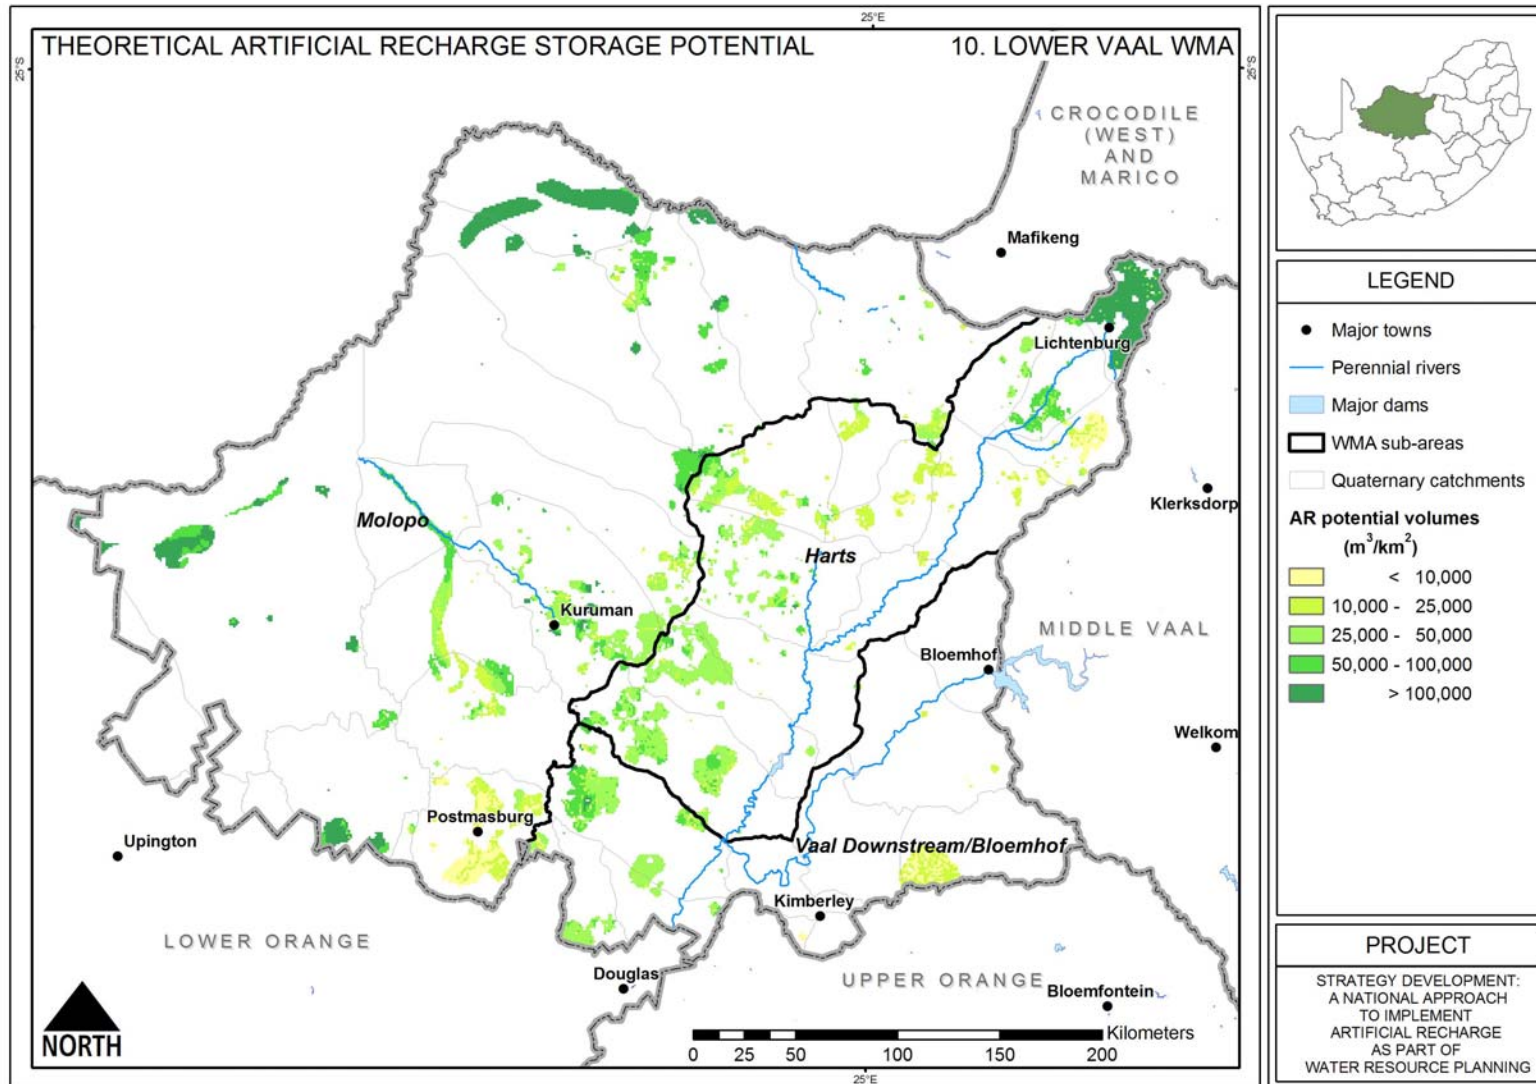 25°E
THEORETICAL ARTIFICIAL RECHARGE STORAGE POTENTIAL
10. LOWER VAAL WMA
25°S
25°S
CROCODILE
(WEST)
AND
MARICO
Mafikeng
Lichtenburg
Klerksdorp
Molopo
Harts
Kuruman
MIDDLE VAAL
Bloemhof
Welkom
Postmasburg
Upington
Vaal Downstream/Bloemhof
Kimberley
LOWER ORANGE
Douglas
UPPER ORANGE
Bloemfontein
NORTH
Kilometers
0 25 50 100 150 200
25°E
LEGEND
Major towns
Perennial rivers
Major dams
WMA sub-areas
Quaternary catchments
AR potential volumes
(m³/km²)
< 10,000
10,000 - 25,000
25,000 - 50,000
50,000 - 100,000
> 100,000
PROJECT
STRATEGY DEVELOPMENT:
A NATIONAL APPROACH
TO IMPLEMENT
ARTIFICIAL RECHARGE
AS PART OF
WATER RESOURCE PLANNING